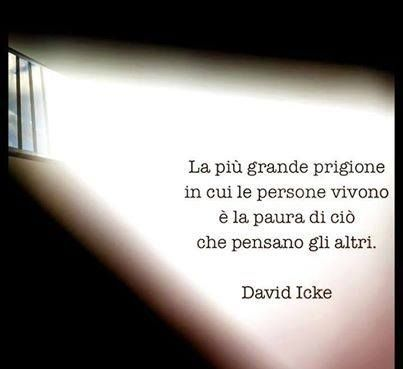 La più grande prigione
in cui le persone vivono
è la paura di ciò
che pensano gli altri.
David Icke